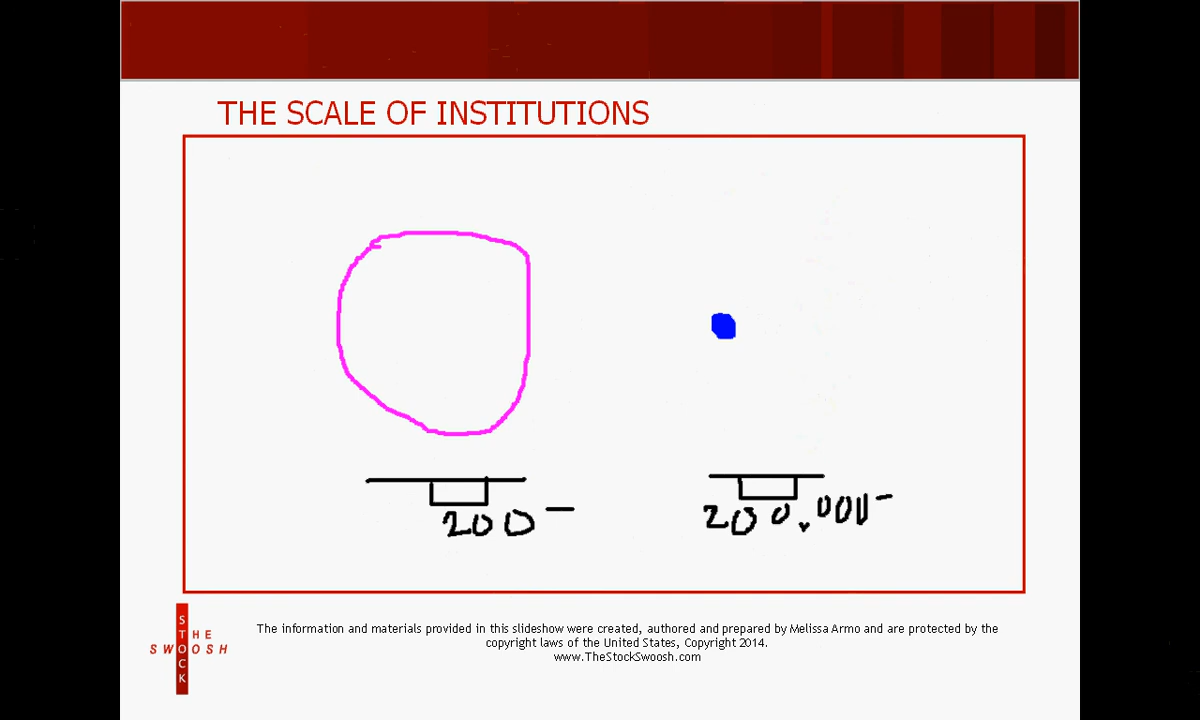 THE SCALE OF INSTITUTIONS
200-
200.000-
The information and materials provided in this slideshow were created, authored and prepared by Melissa Armo and are protected by the
copyright laws of the United States, Copyright 2014.
www.TheStockSwoosh.com
THE
STOCK
SWOOSH